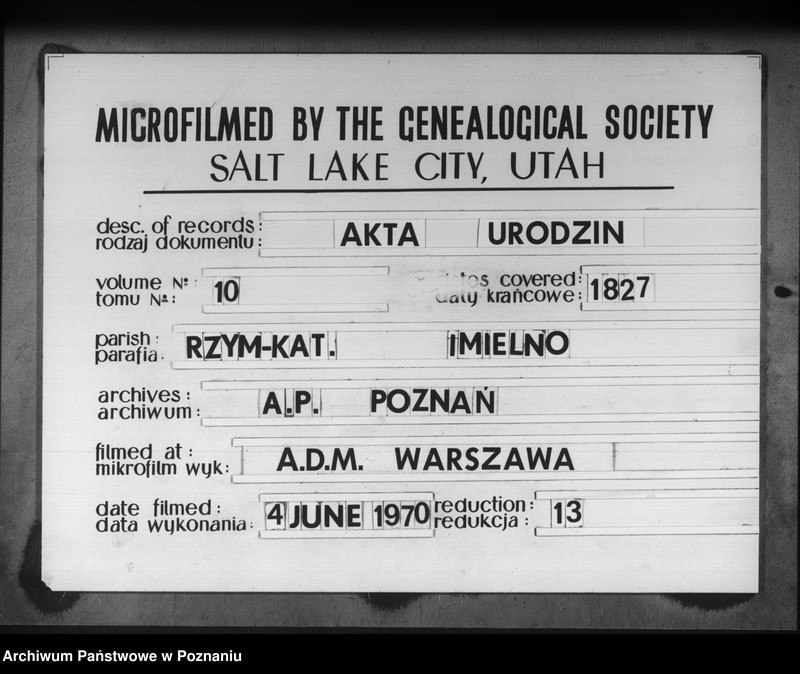 MICROFILMED BY THE GENEALOGICAL SOCIETY
SALT LAKE CITY, UTAH
desc. of records: AKTA URODZIN
rodzaj dokumentu:
volume Nº: 10 covered: 1827
tomu Nº: daty krańcowe:
parish: RZYM-KAT. IMIELNO
parafia:
archives: A.P. POZNAŃ
archiwum:
filmed at: A.D.M. WARSZAWA
mikrofilm wyk:
date filmed: 4 JUNE 1970 reduction: 13
data wykonania: redukcja:
Archiwum Państwowe w Poznaniu